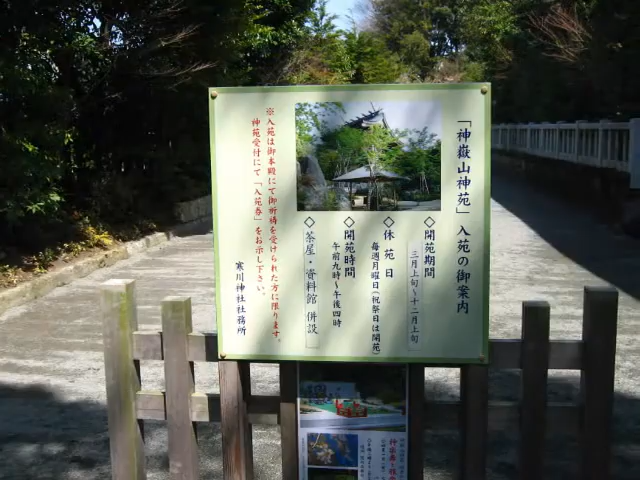 「神嶽山神苑」入苑の御案内
◇開苑期間
三月上旬～十二月上旬
◇休苑日
毎週月曜日(祝祭日は開苑)
◇開苑時間
午前九時～午後四時
◇茶屋・資料館 併設
※入苑は御本殿にて御祈祷を受けられた方に限ります。
神苑受付にて「入苑券」をお示し下さい。
寒川神社社務所